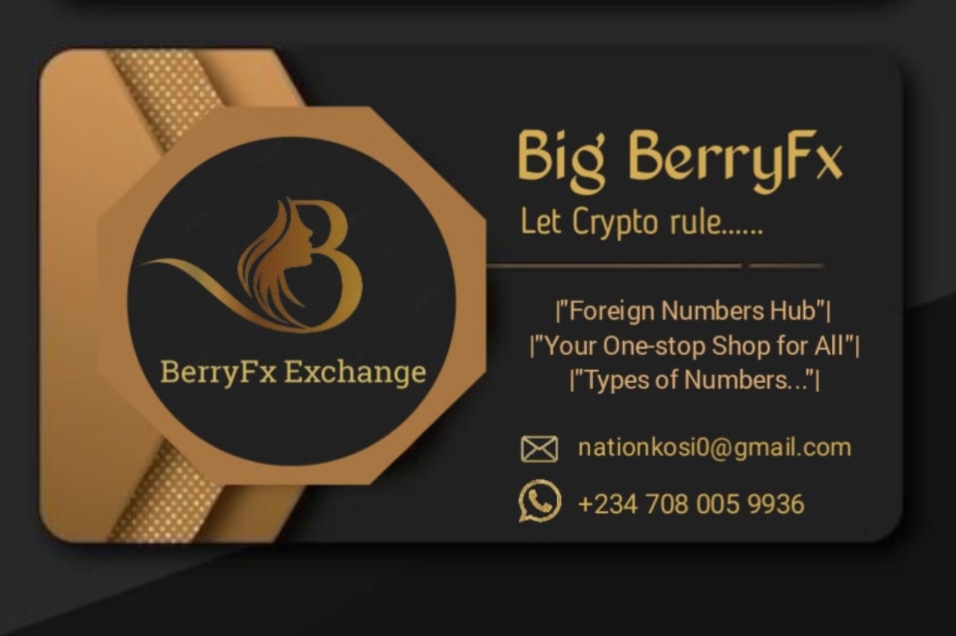 Big BerryFx
Let Crypto rule......
BerryFx Exchange
|"Foreign Numbers Hub"|
|"Your One-stop Shop for All"|
|"Types of Numbers..."|
nationkosi0@gmail.com
+234 708 005 9936